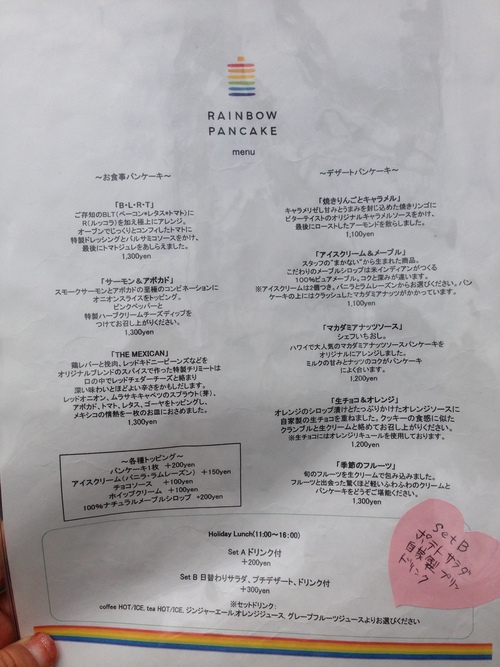 RAINBOW
PANCAKE
menu
～お食事パンケーキ～
「B・L・R・T」
ご存知のBLT(ベーコン・レタス・トマト)に
R(ルッコラ)を加え極上にアレンジ。
オーブンでじっくりとコンフィしたトマトに
特製ドレッシングとバルサミコソースをかけ、
最後にトマトジュレをあしらえました。
1,300yen
「サーモン&アボカド」
スモークサーモンとアボカドの至極のコンビネーションに
オニオンスライスをトッピング。
ピンクペッパーと
特製ハーブクリームチーズディップを
つけてお召し上がりください。
1,300yen
「THE MEXICAN」
鶏レバーと挽肉、レッドキドニービーンズなどを
オリジナルブレンドのスパイスで作った特製チリミートは
口の中でレッドチェダーチーズと絡まり
深い味わいとほどよい辛さをかもしだします。
レッドオニオン、ムラサキキャベツのスプラウト(芽)、
アボカド、トマト、レタス、ゴーヤをトッピングし、
メキシコの情熱を一枚のお皿におさめました。
1,300yen
～各種トッピング～
パンケーキ1枚 +200yen
アイスクリーム(バニラ・ラムレーズン) +150yen
チョコソース +100yen
ホイップクリーム +100yen
100%ナチュラルメープルシロップ +200yen
～デザートパンケーキ～
「焼きりんごとキャラメル」
キャラメリぜし甘みとうまみを封じ込めた焼きリンゴに
ビターテイストのオリジナルキャラメルソースをかけ、
最後にローストしたアーモンドを散らしました。
1,100yen
「アイスクリーム&メープル」
スタッフの"まかない"から生まれた商品。
こだわりのメープルシロップは米インディアンがつくる
100%ピュアメープル。コクと深みが違います。
※アイスクリームは2個つき。バニラとラムレーズンからお選びください。パン
ケーキの上にはクラッシュしたマカダミアナッツがかかっています。
1,100yen
「マカダミアナッツソース」
シェフいちおし。
ハワイで大人気のマカダミアナッツソースパンケーキを
オリジナルにアレンジしました。
ミルクの甘みとナッツのコクがパンケーキ
によく合います。
1,200yen
「生チョコ&オレンジ」
オレンジのシロップ漬けとたっぷりかけたオレンジソースに
自家製の生チョコを重ねました。クッキーの食感に似た
クランブルと生クリームと絡めてお召し上がりください。
※生チョコにはオレンジリキュールを使用しております。
1,200yen
「季節のフルーツ」
旬のフルーツを生クリームで包み込みました。
フルーツと出会った驚くほど軽いふわふわのクリームと
パンケーキをどうぞご堪能ください。
1,300yen
Holiday Lunch(11:00～16:00)
Set A ドリンク付
+200yen
Set B 日替わりサラダ、プチデザート、ドリンク付
+300yen
※セットドリンク:
coffee HOT/ICE, tea HOT/ICE, ジンジャーエール,オレンジジュース, グレープフルーツジュースよりお選びください
Set B
ポテトサラダ
自家製プリン
ドリンク